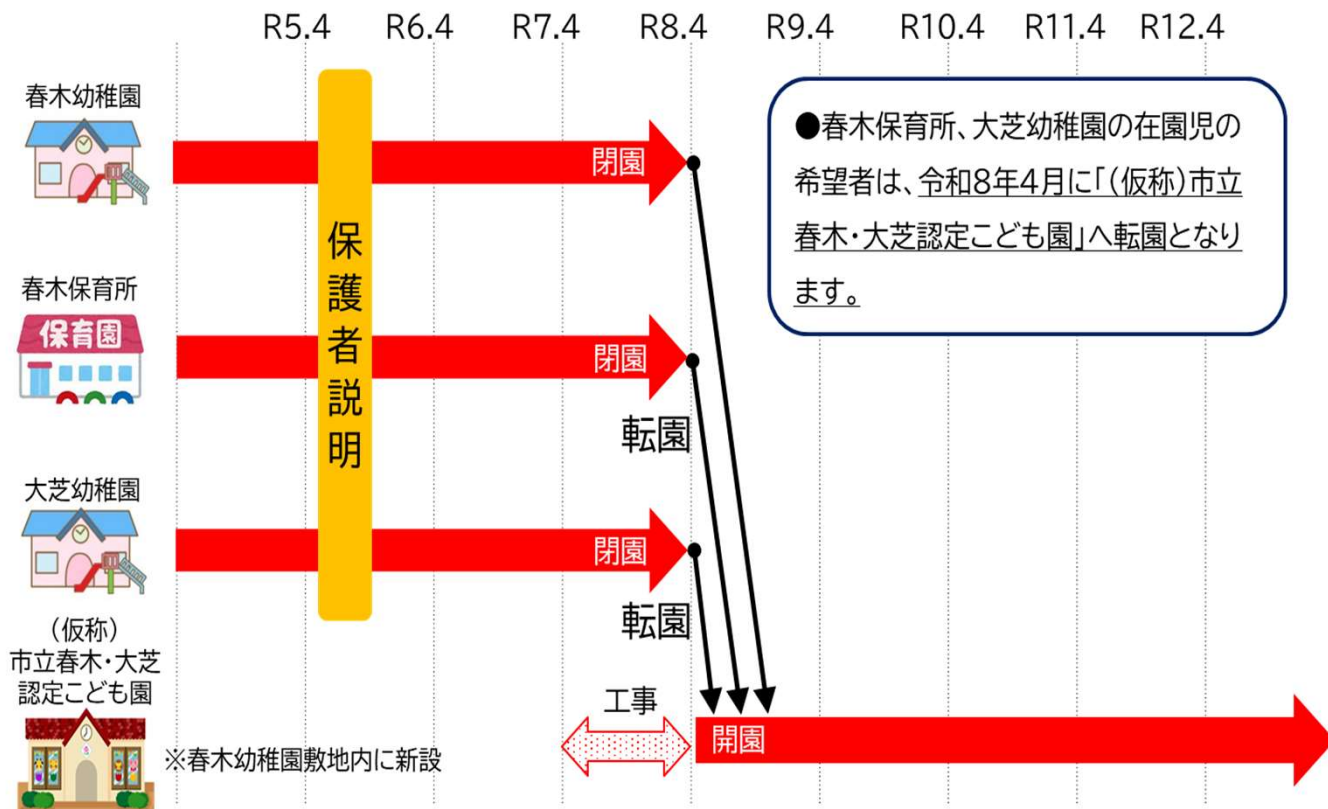 R5.4 R6.4 R7.4 R8.4 R9.4 R10.4 R11.4 R12.4
春木幼稚園
閉園
●春木保育所、大芝幼稚園の在園児の
希望者は、令和8年4月に「(仮称)市立
春木・大芝認定こども園」へ転園となり
ます。
保護者説明
春木保育所
保育園
閉園
転園
大芝幼稚園
閉園
転園
(仮称)
市立春木・大芝
認定こども園
工事
開園
※春木幼稚園敷地内に新設